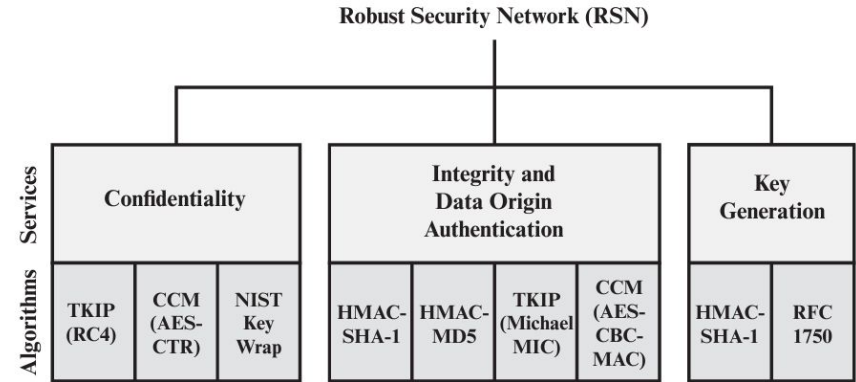 Robust Security Network (RSN)
Services
Confidentiality
Integrity and
Data Origin
Authentication
Key
Generation
Algorithms
TKIP
(RC4)
CCM
(AES-
CTR)
NIST
Key
Wrap
HMAC-
SHA-1
HMAC-
MD5
TKIP
(Michael
MIC)
CCM
(AES-
CBC-
MAC)
HMAC-
SHA-1
RFC
1750